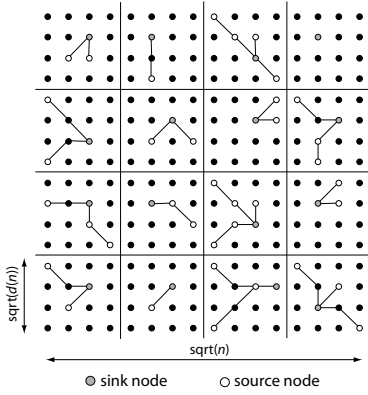 sqrt(d(n))
sqrt(n)
sink node
source node